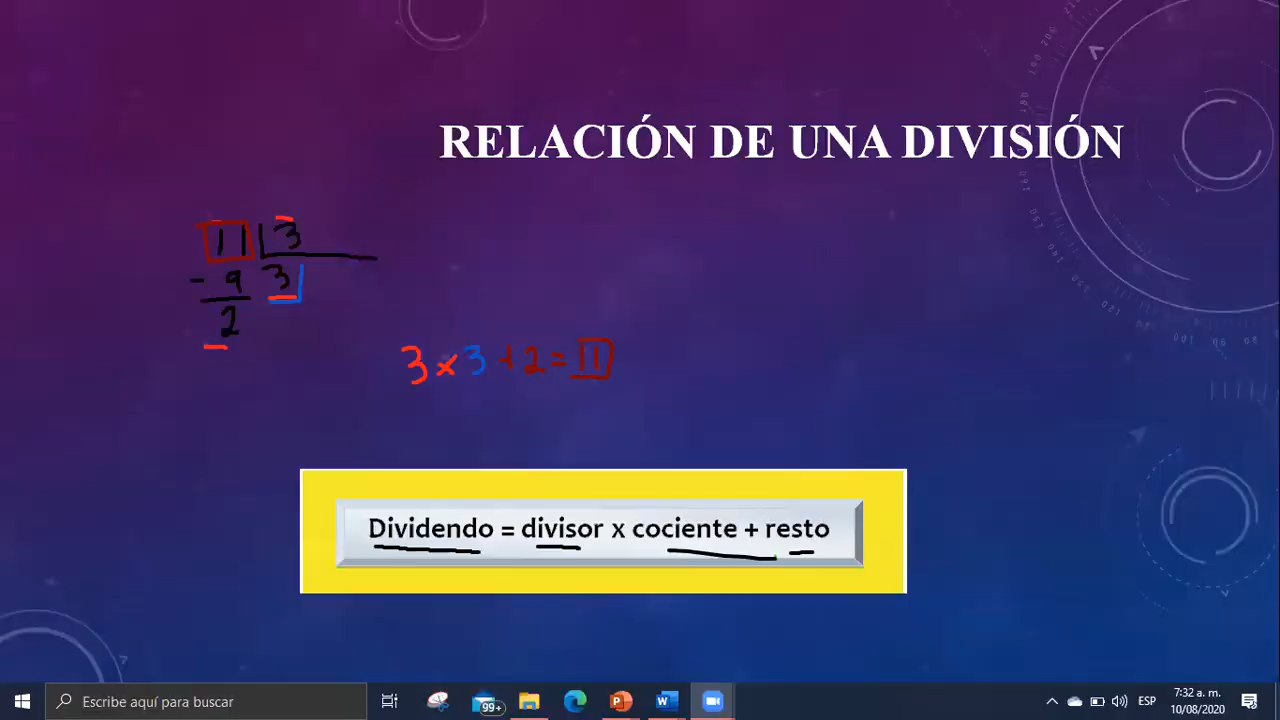 RELACIÓN DE UNA DIVISIÓN
11 3
- 9 3
2
3 x 3 + 2 = 11
Dividendo = divisor x cociente + resto
Escribe aquí para buscar
99+
ESP
7:32 a. m.
10/08/2020